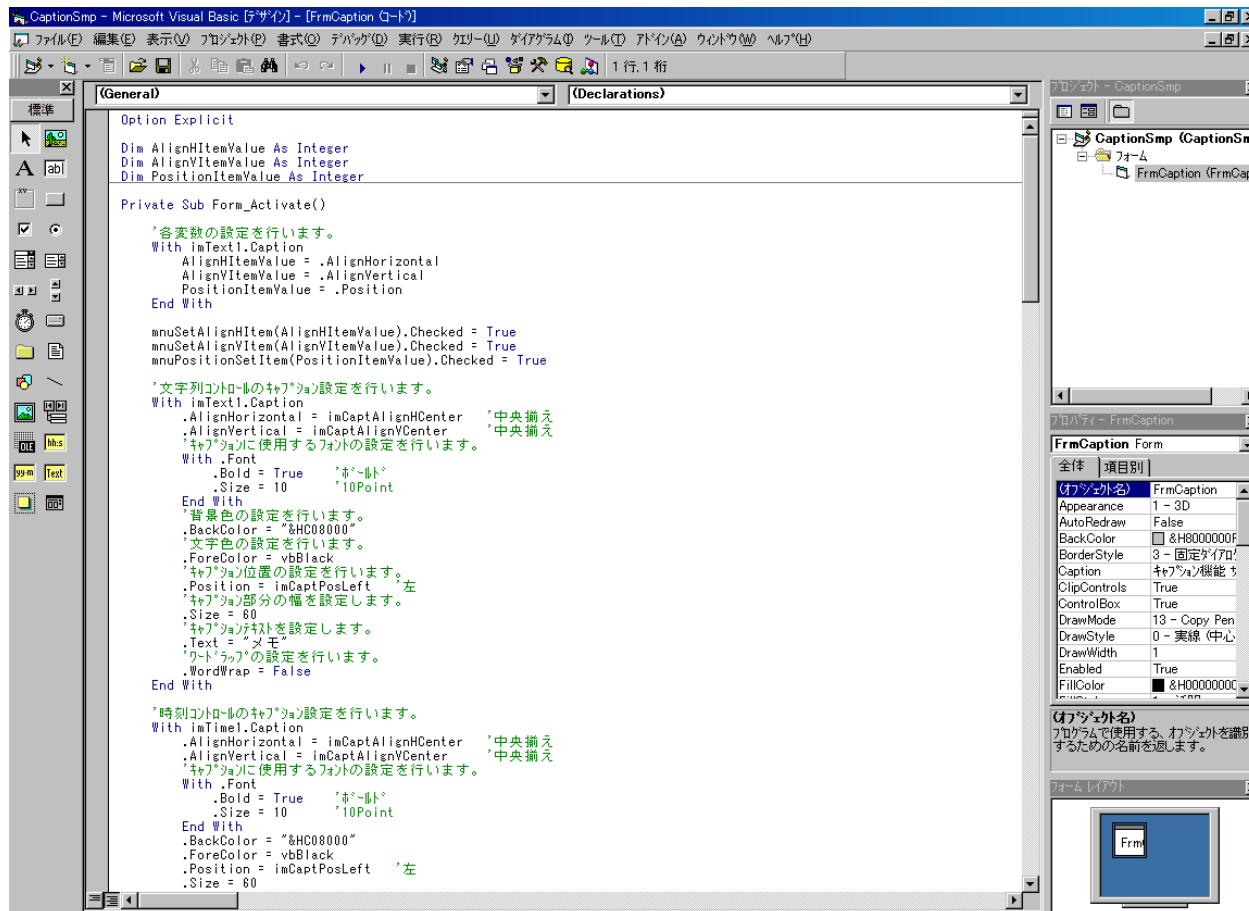 CaptionSmp - Microsoft Visual Basic [ﾃﾞｻﾞｲﾝ] - [FrmCaption (ｺｰﾄﾞ)]
ﾌｧｲﾙ(F) 編集(E) 表示(V) ﾌﾟﾛｼﾞｪｸﾄ(P) 書式(O) ﾃﾞﾊﾞｯｸﾞ(D) 実行(R) ｸｴﾘｰ(U) ﾀﾞｲｱｸﾞﾗﾑ(I) ﾂｰﾙ(T) ｱﾄﾞｲﾝ(A) ｳｨﾝﾄﾞｳ(W) ﾍﾙﾌﾟ(H)
1 行, 1 桁
標準
(General)
(Declarations)
Option Explicit
Dim AlignHItemValue As Integer
Dim AlignVItemValue As Integer
Dim PositionItemValue As Integer
Private Sub Form_Activate()
'各変数の設定を行います。
With imText1.Caption
AlignHItemValue = .AlignHorizontal
AlignVItemValue = .AlignVertical
PositionItemValue = .Position
End With
mnuSetAlignHItem(AlignHItemValue).Checked = True
mnuSetAlignVItem(AlignVItemValue).Checked = True
mnuPositionSetItem(PositionItemValue).Checked = True
'文字列ｺﾝﾄﾛｰﾙのｷｬﾌﾟｼｮﾝ設定を行います。
With imText1.Caption
.AlignHorizontal = imCaptAlignHCenter '中央揃え
.AlignVertical = imCaptAlignVCenter '中央揃え
'ｷｬﾌﾟｼｮﾝに使用するﾌｫﾝﾄの設定を行います。
With .Font
.Bold = True 'ﾎﾞｰﾙﾄﾞ
.Size = 10 '10Point
End With
'背景色の設定を行います。
.BackColor = "&HC08000"
'文字色の設定を行います。
.ForeColor = vbBlack
'ｷｬﾌﾟｼｮﾝ位置の設定を行います。
.Position = imCaptPosLeft '左
'ｷｬﾌﾟｼｮﾝ部分の幅を設定します。
.Size = 60
'ｷｬﾌﾟｼｮﾝﾃｷｽﾄを設定します。
.Text = "メモ"
'ﾜｰﾄﾞﾗｯﾌﾟの設定を行います。
.WordWrap = False
End With
'時刻ｺﾝﾄﾛｰﾙのｷｬﾌﾟｼｮﾝ設定を行います。
With imTime1.Caption
.AlignHorizontal = imCaptAlignHCenter '中央揃え
.AlignVertical = imCaptAlignVCenter '中央揃え
'ｷｬﾌﾟｼｮﾝに使用するﾌｫﾝﾄの設定を行います。
With .Font
.Bold = True 'ﾎﾞｰﾙﾄﾞ
.Size = 10 '10Point
End With
.BackColor = "&HC08000"
.ForeColor = vbBlack
.Position = imCaptPosLeft '左
.Size = 60
ﾌﾟﾛｼﾞｪｸﾄ - CaptionSmp
CaptionSmp (CaptionSm
ﾌｫｰﾑ
FrmCaption (FrmCap
ﾌﾟﾛﾊﾟﾃｨ - FrmCaption
FrmCaption Form
全体 項目別
(ｵﾌﾞｼﾞｪｸﾄ名) FrmCaption
Appearance 1 - 3D
AutoRedraw False
BackColor &H8000000F
BorderStyle 3 - 固定ﾀﾞｲｱﾛｸﾞ
Caption ｷｬﾌﾟｼｮﾝ機能 ｻ
ClipControls True
ControlBox True
DrawMode 13 - Copy Pen
DrawStyle 0 - 実線 (中心
DrawWidth 1
Enabled True
FillColor &H00000000
(ｵﾌﾞｼﾞｪｸﾄ名)
ﾌﾟﾛｸﾞﾗﾑで使用する、ｵﾌﾞｼﾞｪｸﾄを識別
するための名前を返します。
ﾌｫｰﾑ ﾚｲｱｳﾄ
Frm